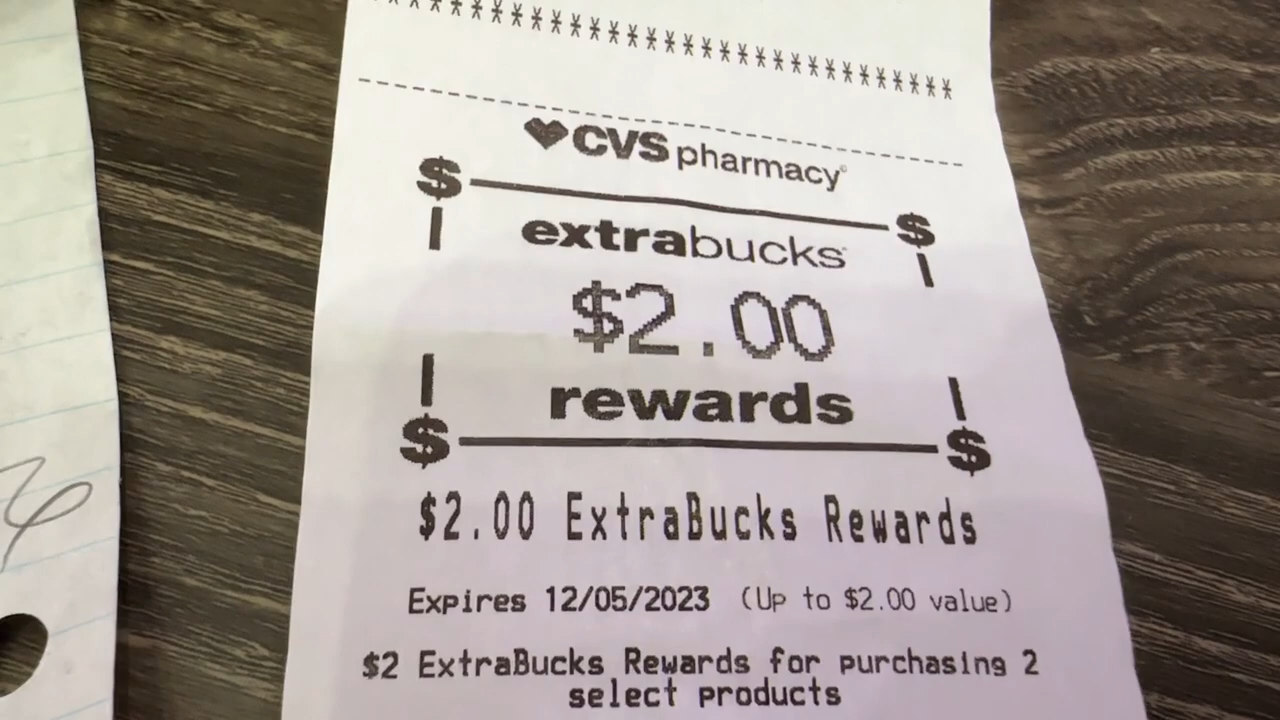 ************************************
CVS pharmacy®
$ $
extrabucks
$2.00
rewards
$ $
$2.00 ExtraBucks Rewards
Expires 12/05/2023 (Up to $2.00 value)
$2 ExtraBucks Rewards for purchasing 2
select products